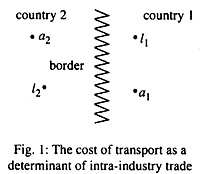 country 2 country 1
• a₂ • l₁
border
l₂ • • a₁
Fig. 1: The cost of transport as a
determinant of intra-industry trade